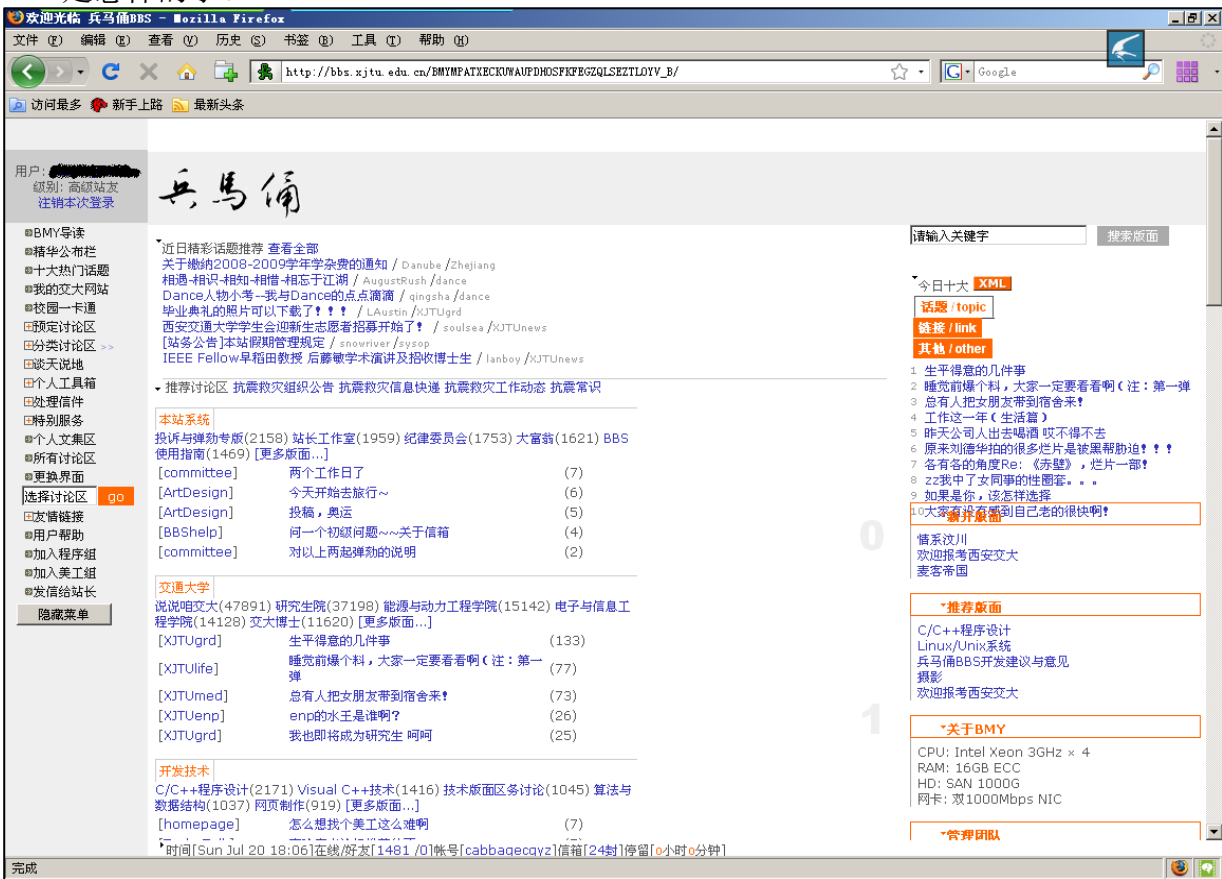 欢迎光临 兵马俑BBS - Mozilla Firefox
文件 (F) 编辑 (E) 查看 (V) 历史 (S) 书签 (B) 工具 (T) 帮助 (H)
http://bbs.xjtu.edu.cn/BMYMPATXECKUWAUPDHOSFKFEGZQLSEZTLOYV_B/
Google
访问最多 新手上路 最新头条
用户:
级别: 高级站友
注销本次登录
兵馬俑
BMY导读
精华公布栏
十大热门话题
我的交大网站
校园一卡通
预定讨论区
分类讨论区 >>
谈天说地
个人工具箱
处理信件
特别服务
个人文集区
所有讨论区
更换界面
选择讨论区 go
友情链接
用户帮助
加入程序组
加入美工组
发信给站长
隐藏菜单
近日精彩话题推荐 查看全部
关于缴纳2008-2009学年学杂费的通知 / Danube /Zhejiang
相遇-相识-相知-相惜-相忘于江湖 / AugustRush /dance
Dance人物小考--我与Dance的点点滴滴 / qingsha /dance
毕业典礼的照片可以下载了!!! / LAustin /XJTUgrd
西安交通大学学生会迎新生志愿者招募开始了! / soulsea /XJTUnews
[站务公告]本站假期管理规定 / snowriver /sysop
IEEE Fellow早稻田教授 后藤敏学术演讲及招收博士生 / lanboy /XJTUnews
推荐讨论区 抗震救灾组织公告 抗震救灾信息快递 抗震救灾工作动态 抗震常识
本站系统
投诉与弹劾专版(2158) 站长工作室(1959) 纪律委员会(1753) 大富翁(1621) BBS
使用指南(1469) [更多版面...]
[committee] 两个工作日了 (7)
[ArtDesign] 今天开始去旅行~ (6)
[ArtDesign] 投稿,奥运 (5)
[BBShelp] 问一个初级问题~~关于信箱 (4)
[committee] 对以上两起弹劾的说明 (2)
交通大学
说说咱交大(47891) 研究生院(37198) 能源与动力工程学院(15142) 电子与信息工
程学院(14128) 交大博士(11620) [更多版面...]
[XJTUgrd] 生平得意的几件事 (133)
[XJTUlife] 睡觉前爆个料,大家一定要看看啊(注:第一
弹 (77)
[XJTUmed] 总有人把女朋友带到宿舍来! (73)
[XJTUenp] enp的水王是谁啊? (26)
[XJTUgrd] 我也即将成为研究生 呵呵 (25)
开发技术
C/C++程序设计(2171) Visual C++技术(1416) 技术版面区务讨论(1045) 算法与
数据结构(1037) 网页制作(919) [更多版面...]
[homepage] 怎么想找个美工这么难啊 (7)
时间[Sun Jul 20 18:06]在线/好友[1481 /0]帐号[cabbagecqyz]信箱[24封]停留[0小时0分钟]
请输入关键字 搜索版面
今日十大 XML
话题 / topic
链接 / link
其他 / other
1 生平得意的几件事
2 睡觉前爆个料,大家一定要看看啊(注:第一弹
3 总有人把女朋友带到宿舍来!
4 工作这一年(生活篇)
5 昨天公司人出去喝酒 哎不得不去
6 原来刘德华拍的很多烂片是被黑帮胁迫!!!
7 各有各的角度Re: 《赤壁》,烂片一部!
8 zz我中了女同事的性圈套。。。
9 如果是你,该怎样选择
10大家有没有感到自己老的很快啊!
新开版面
0
情系汶川
欢迎报考西安交大
麦客帝国
推荐版面
C/C++程序设计
Linux/Unix系统
兵马俑BBS开发建议与意见
摄影
欢迎报考西安交大
1
关于BMY
CPU: Intel Xeon 3GHz × 4
RAM: 16GB ECC
HD: SAN 1000G
网卡: 双1000Mbps NIC
管理团队
完成